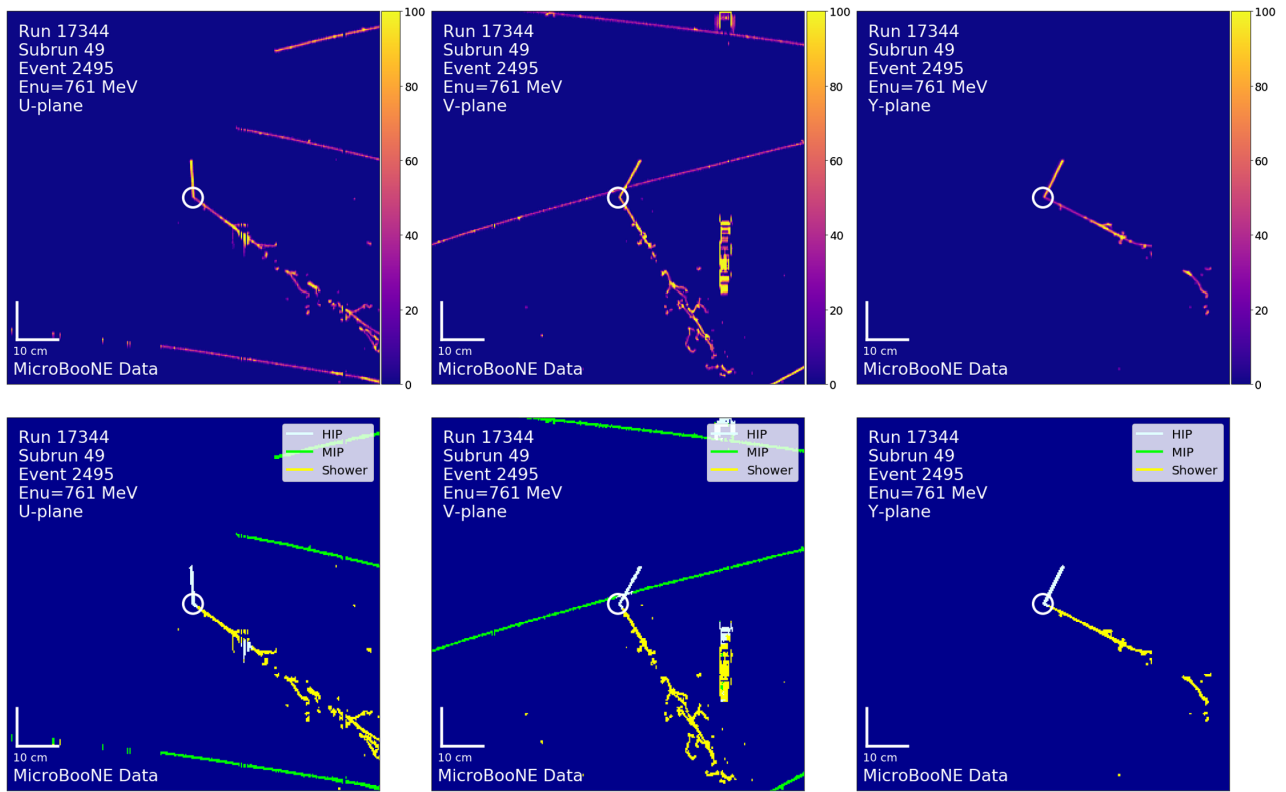 Run 17344
Subrun 49
Event 2495
Enu=761 MeV
U-plane
10 cm
MicroBooNE Data
100
80
60
40
20
0
Run 17344
Subrun 49
Event 2495
Enu=761 MeV
V-plane
10 cm
MicroBooNE Data
100
80
60
40
20
0
Run 17344
Subrun 49
Event 2495
Enu=761 MeV
Y-plane
10 cm
MicroBooNE Data
100
80
60
40
20
0
Run 17344
Subrun 49
Event 2495
Enu=761 MeV
U-plane
HIP
MIP
Shower
10 cm
MicroBooNE Data
Run 17344
Subrun 49
Event 2495
Enu=761 MeV
V-plane
HIP
MIP
Shower
10 cm
MicroBooNE Data
Run 17344
Subrun 49
Event 2495
Enu=761 MeV
Y-plane
HIP
MIP
Shower
10 cm
MicroBooNE Data